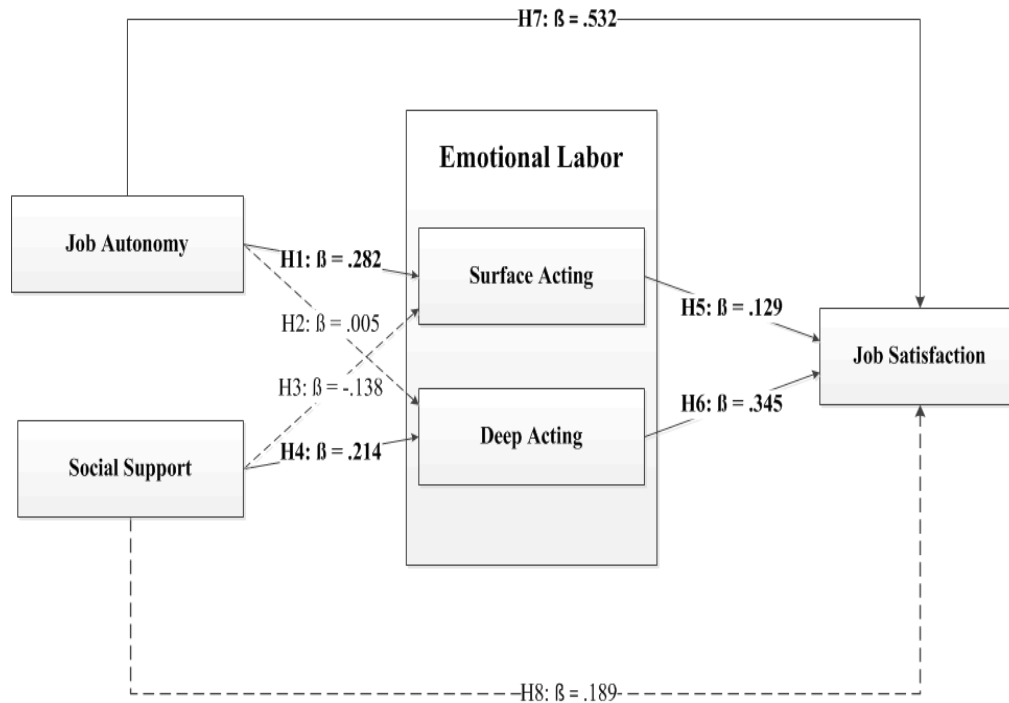 H7: ß = .532
Emotional Labor
Job Autonomy
H1: ß = .282
Surface Acting
H5: ß = .129
H2: ß = .005
Job Satisfaction
H3: ß = -.138
H6: ß = .345
Deep Acting
H4: ß = .214
Social Support
H8: ß = .189